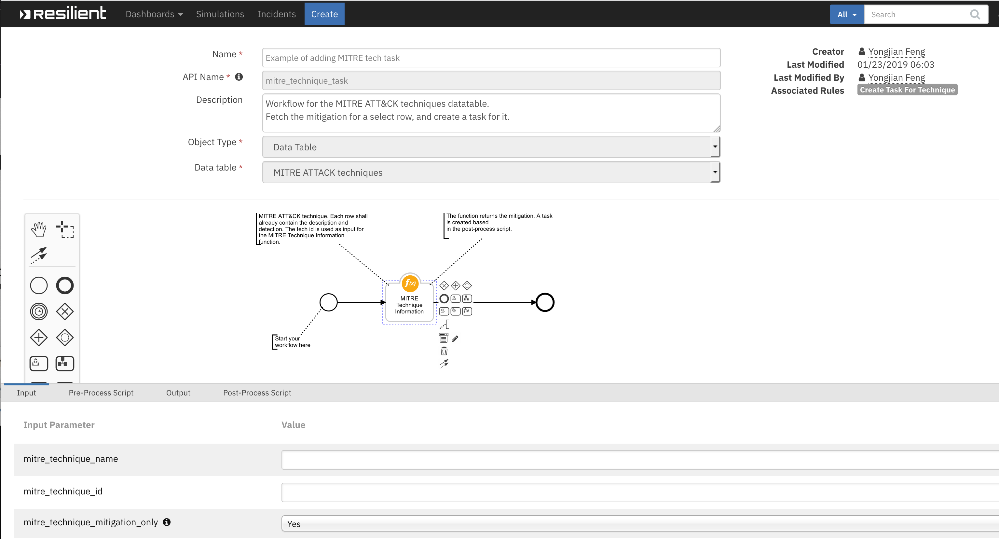 Resilient
Dashboards Simulations Incidents Create
All Search
Name *
Example of adding MITRE tech task
API Name *
mitre_technique_task
Description
Workflow for the MITRE ATT&CK techniques datatable.
Fetch the mitigation for a select row, and create a task for it.
Object Type *
Data Table
Data table *
MITRE ATTACK techniques
Creator Yongjian Feng
Last Modified 01/23/2019 06:03
Last Modified By Yongjian Feng
Associated Rules Create Task For Technique
MITRE ATT&CK technique. Each row shall
already contain the description and
detection. The tech id is used as input for
the MITRE Technique Information
function.
The function returns the mitigation. A task
is created based
in the post-process script.
f(x)
MITRE
Technique
Information
f(x)
Start your
workflow here
Input Pre-Process Script Output Post-Process Script
Input Parameter Value
mitre_technique_name
mitre_technique_id
mitre_technique_mitigation_only Yes